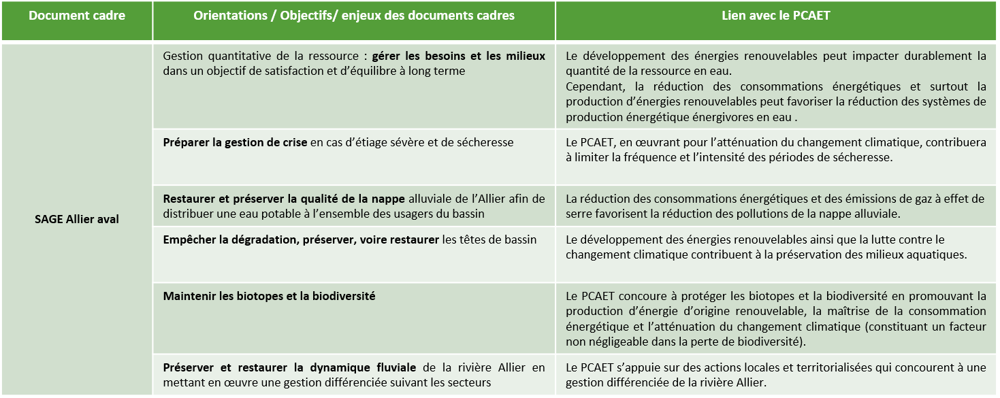 Document cadre
Orientations / Objectifs/ enjeux des documents cadres
Lien avec le PCAET
SAGE Allier aval
Gestion quantitative de la ressource : gérer les besoins et les milieux
dans un objectif de satisfaction et d’équilibre à long terme
Le développement des énergies renouvelables peut impacter durablement la
quantité de la ressource en eau.
Cependant, la réduction des consommations énergétiques et surtout la
production d’énergies renouvelables peut favoriser la réduction des systèmes de
production énergétique énergivores en eau .
Préparer la gestion de crise en cas d’étiage sévère et de sécheresse
Le PCAET, en œuvrant pour l’atténuation du changement climatique, contribuera
à limiter la fréquence et l’intensité des périodes de sécheresse.
Restaurer et préserver la qualité de la nappe alluviale de l’Allier afin de
distribuer une eau potable à l’ensemble des usagers du bassin
La réduction des consommations énergétiques et des émissions de gaz à effet de
serre favorisent la réduction des pollutions de la nappe alluviale.
Empêcher la dégradation, préserver, voire restaurer les têtes de bassin
Le développement des énergies renouvelables ainsi que la lutte contre le
changement climatique contribuent à la préservation des milieux aquatiques.
Maintenir les biotopes et la biodiversité
Le PCAET concoure à protéger les biotopes et la biodiversité en promouvant la
production d’énergie d’origine renouvelable, la maîtrise de la consommation
énergétique et l’atténuation du changement climatique (constituant un facteur
non négligeable dans la perte de biodiversité).
Préserver et restaurer la dynamique fluviale de la rivière Allier en
mettant en œuvre une gestion différenciée suivant les secteurs
Le PCAET s’appuie sur des actions locales et territorialisées qui concourent à une
gestion différenciée de la rivière Allier.